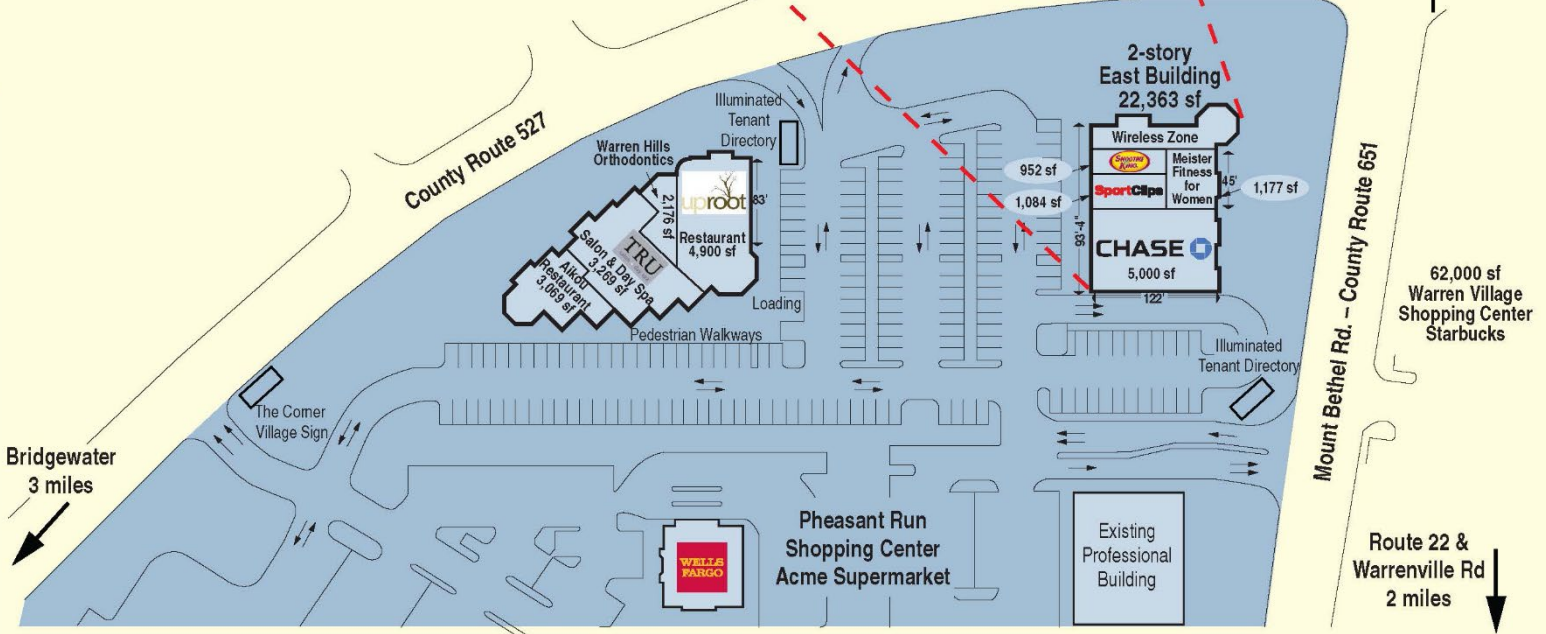 2-story
East Building
22,363 sf
County Route 527
Illuminated
Tenant
Directory
Warren Hills
Orthodontics
uproot
83'
2,176 sf
Restaurant
4,900 sf
TRU
Salon & Day Spa
3,269 sf
Aikou
Restaurant
3,069 sf
Loading
Pedestrian Walkways
Wireless Zone
952 sf
SMOOTHIE
KING
Meister
Fitness
for
Women
45'
1,177 sf
1,084 sf
SportClips
93'-4"
CHASE
5,000 sf
122'
Mount Bethel Rd. – County Route 651
62,000 sf
Warren Village
Shopping Center
Starbucks
Illuminated
Tenant Directory
The Corner
Village Sign
Bridgewater
3 miles
WELLS
FARGO
Pheasant Run
Shopping Center
Acme Supermarket
Existing
Professional
Building
Route 22 &
Warrenville Rd
2 miles